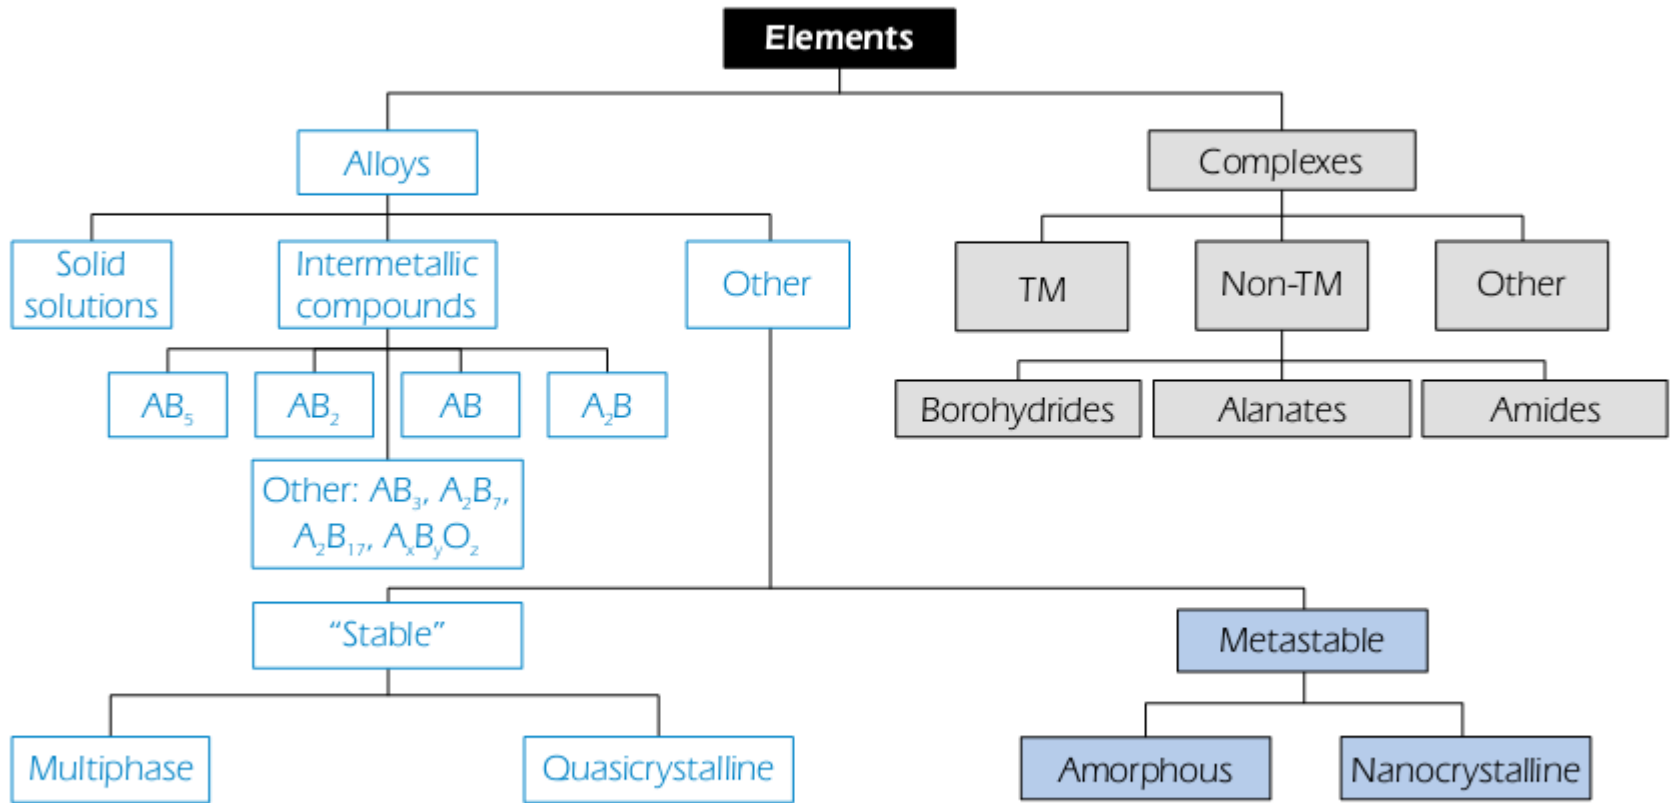 Elements
Alloys
Complexes
Solid
solutions
Intermetallic
compounds
Other
TM
Non-TM
Other
AB₅
AB₂
AB
A₂B
Borohydrides
Alanates
Amides
Other: AB₃, A₂B₇,
A₂B₁₇, AₓBᵧO_z
“Stable”
Metastable
Multiphase
Quasicrystalline
Amorphous
Nanocrystalline